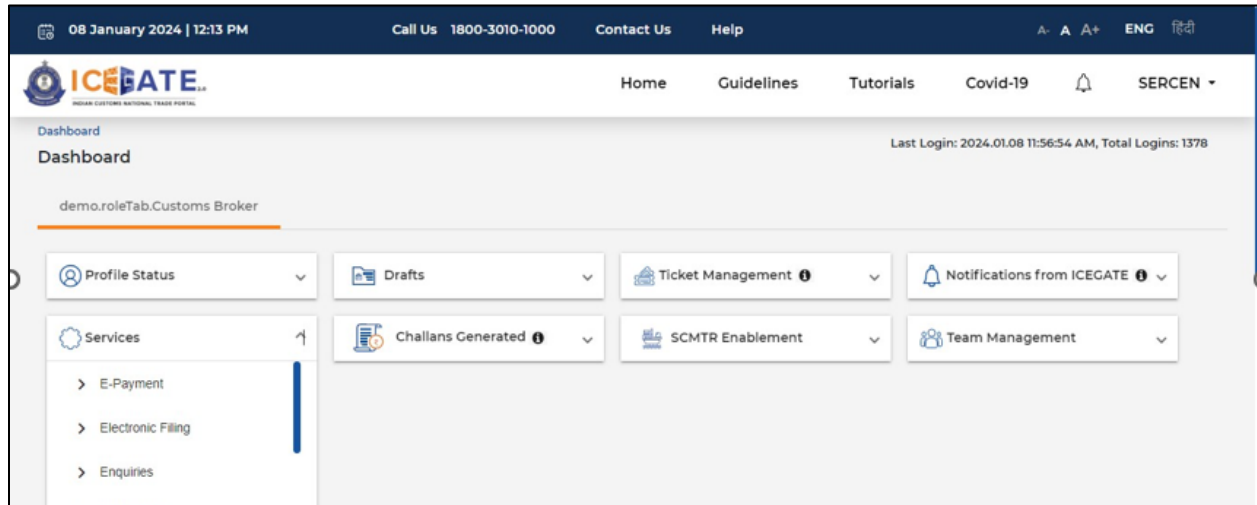 08 January 2024 | 12:13 PM Call Us 1800-3010-1000 Contact Us Help A- A A+ ENG हिंदी
ICEGATE 2.0
INDIAN CUSTOMS NATIONAL TRADE PORTAL
Home Guidelines Tutorials Covid-19 SERCEN
Dashboard
Last Login: 2024.01.08 11:56:54 AM, Total Logins: 1378
Dashboard
demo.roleTab.Customs Broker
Profile Status Drafts Ticket Management Notifications from ICEGATE
Services Challans Generated SCMTR Enablement Team Management
E-Payment
Electronic Filing
Enquiries